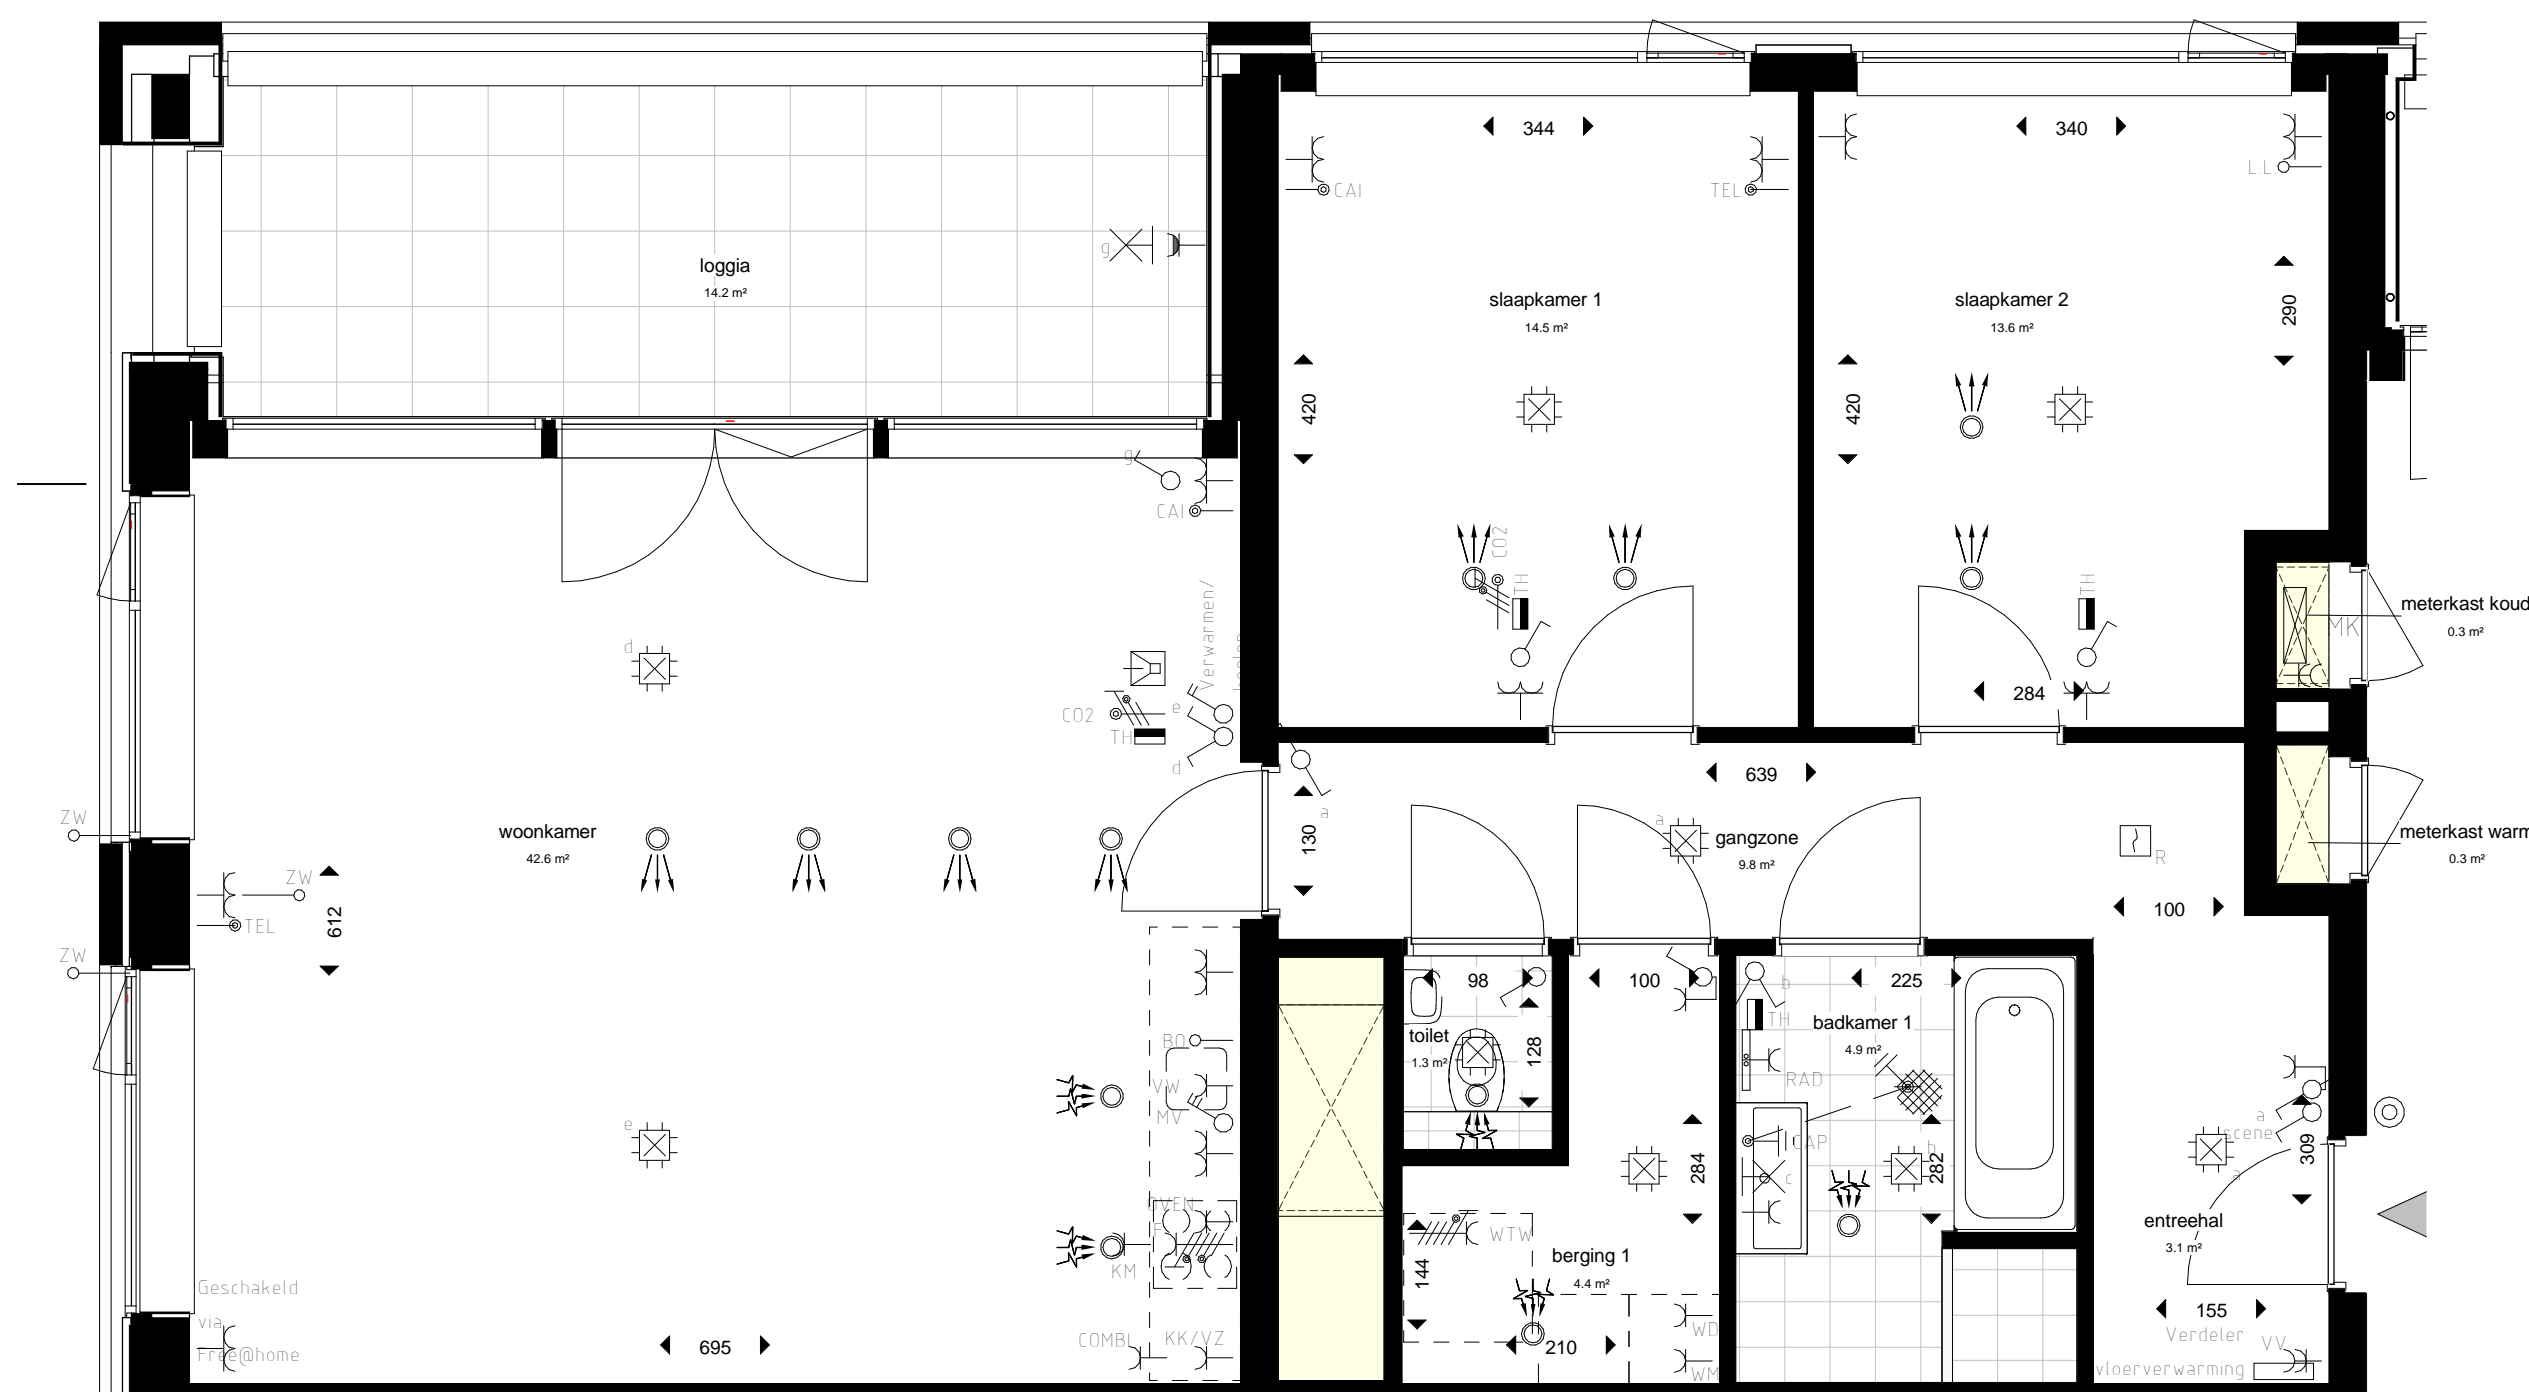 344
340
CAI
TEL
L.L.
g
loggia
14.2 m²
slaapkamer 1
14.5 m²
slaapkamer 2
13.6 m²
290
420
420
g
CAI
CO2
TH
TH
meterkast koud
0.3 m²
MK
Verwarmen/
d
e
CO2
TH
d
284
639
ZW
woonkamer
42.6 m²
130
a
a
gangzone
9.8 m²
R
meterkast warm
0.3 m²
ZW
TEL
612
100
ZW
98
100
b
225
TH
toilet
1.3 m²
128
badkamer 1
4.9 m²
BO
VW
MV
RAD
e
CAP
b
282
c
284
a
scene
309
a
OVEN
WTW
144
berging 1
4.4 m²
entreehal
3.1 m²
KM
Geschakeld
via
Free@home
695
COMBI
KK/VZ
210
WD
WM
155
Verdeler
VV
vloerverwarming